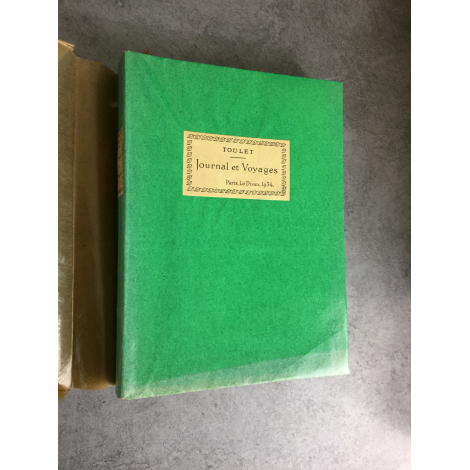 TOULET
Journal et Voyages
Paris, Le Divan, 1934.